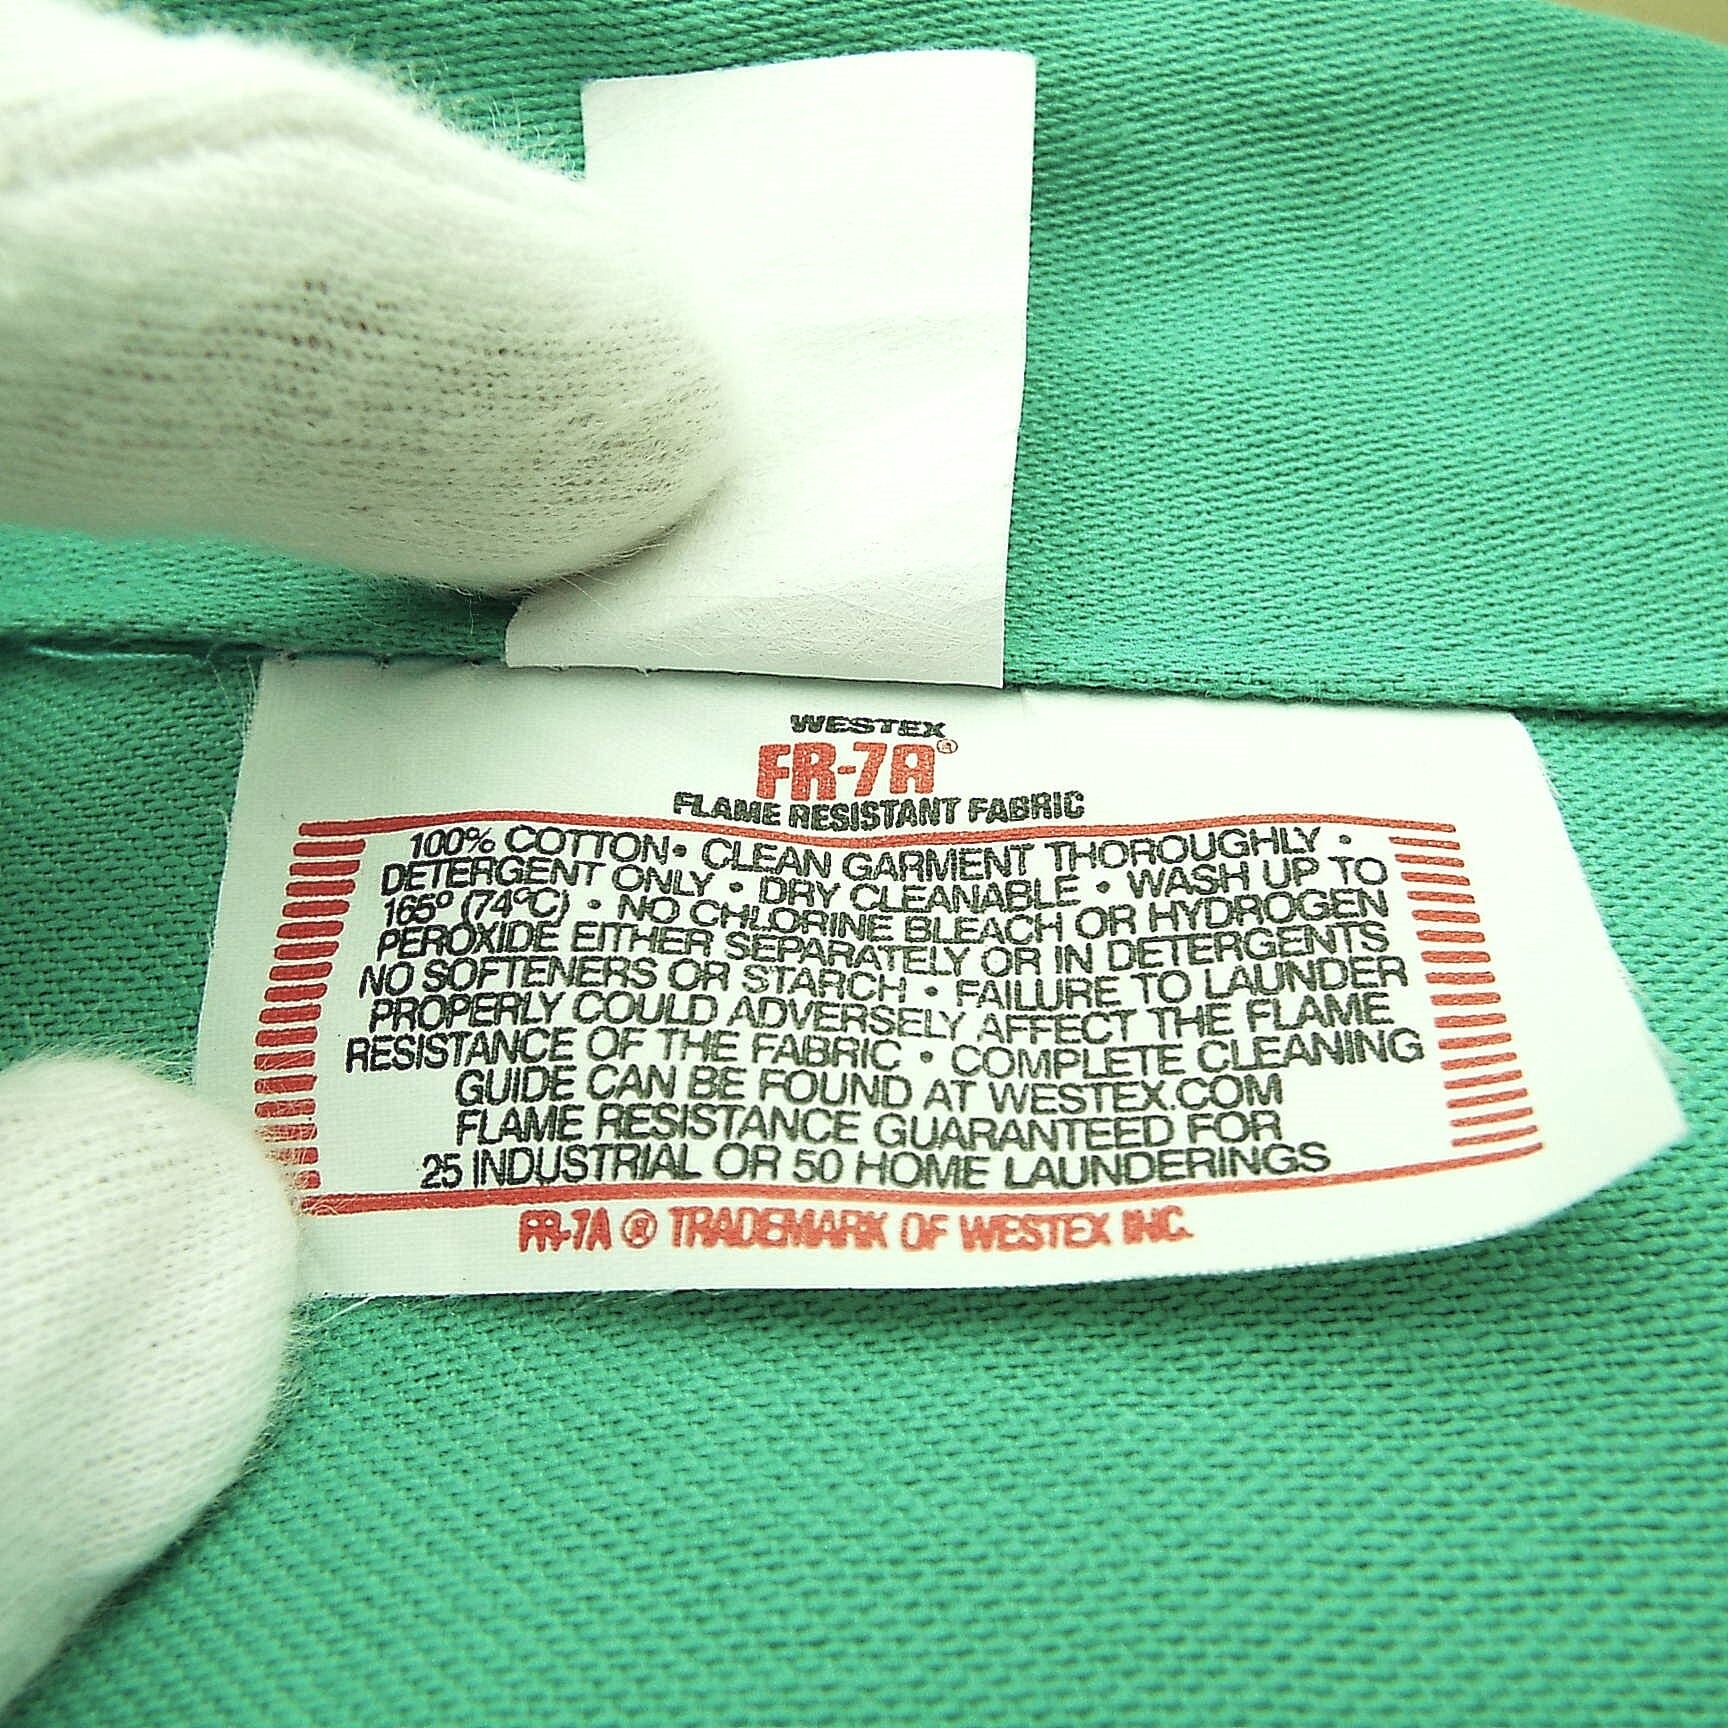 WESTEX
FR-7A®
FLAME RESISTANT FABRIC
100% COTTON • CLEAN GARMENT THOROUGHLY •
DETERGENT ONLY • DRY CLEANABLE • WASH UP TO
165° (74°C) • NO CHLORINE BLEACH OR HYDROGEN
PEROXIDE EITHER SEPARATELY OR IN DETERGENTS
NO SOFTENERS OR STARCH • FAILURE TO LAUNDER
PROPERLY COULD ADVERSELY AFFECT THE FLAME
RESISTANCE OF THE FABRIC • COMPLETE CLEANING
GUIDE CAN BE FOUND AT WESTEX.COM
FLAME RESISTANCE GUARANTEED FOR
25 INDUSTRIAL OR 50 HOME LAUNDERINGS
FR-7A ® TRADEMARK OF WESTEX INC.